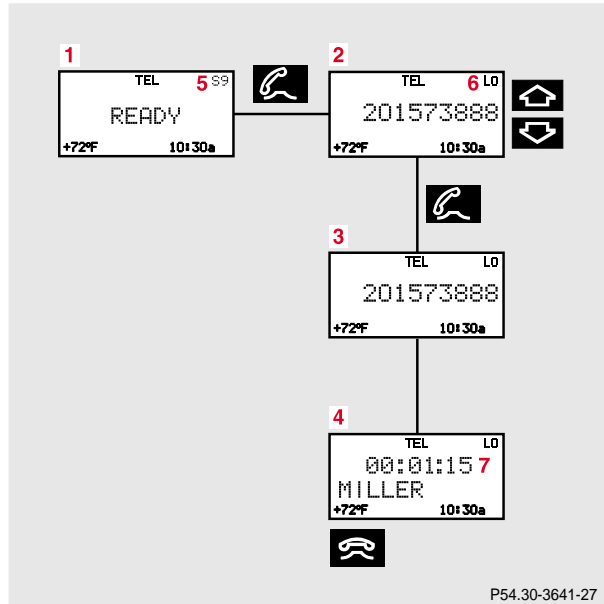 1
TEL 5 S9
READY
+72°F 10:30a
2
TEL 6 L0
201573888
+72°F 10:30a
3
TEL L0
201573888
+72°F 10:30a
4
TEL L0
00:01:15 7
MILLER
+72°F 10:30a
P54.30-3641-27